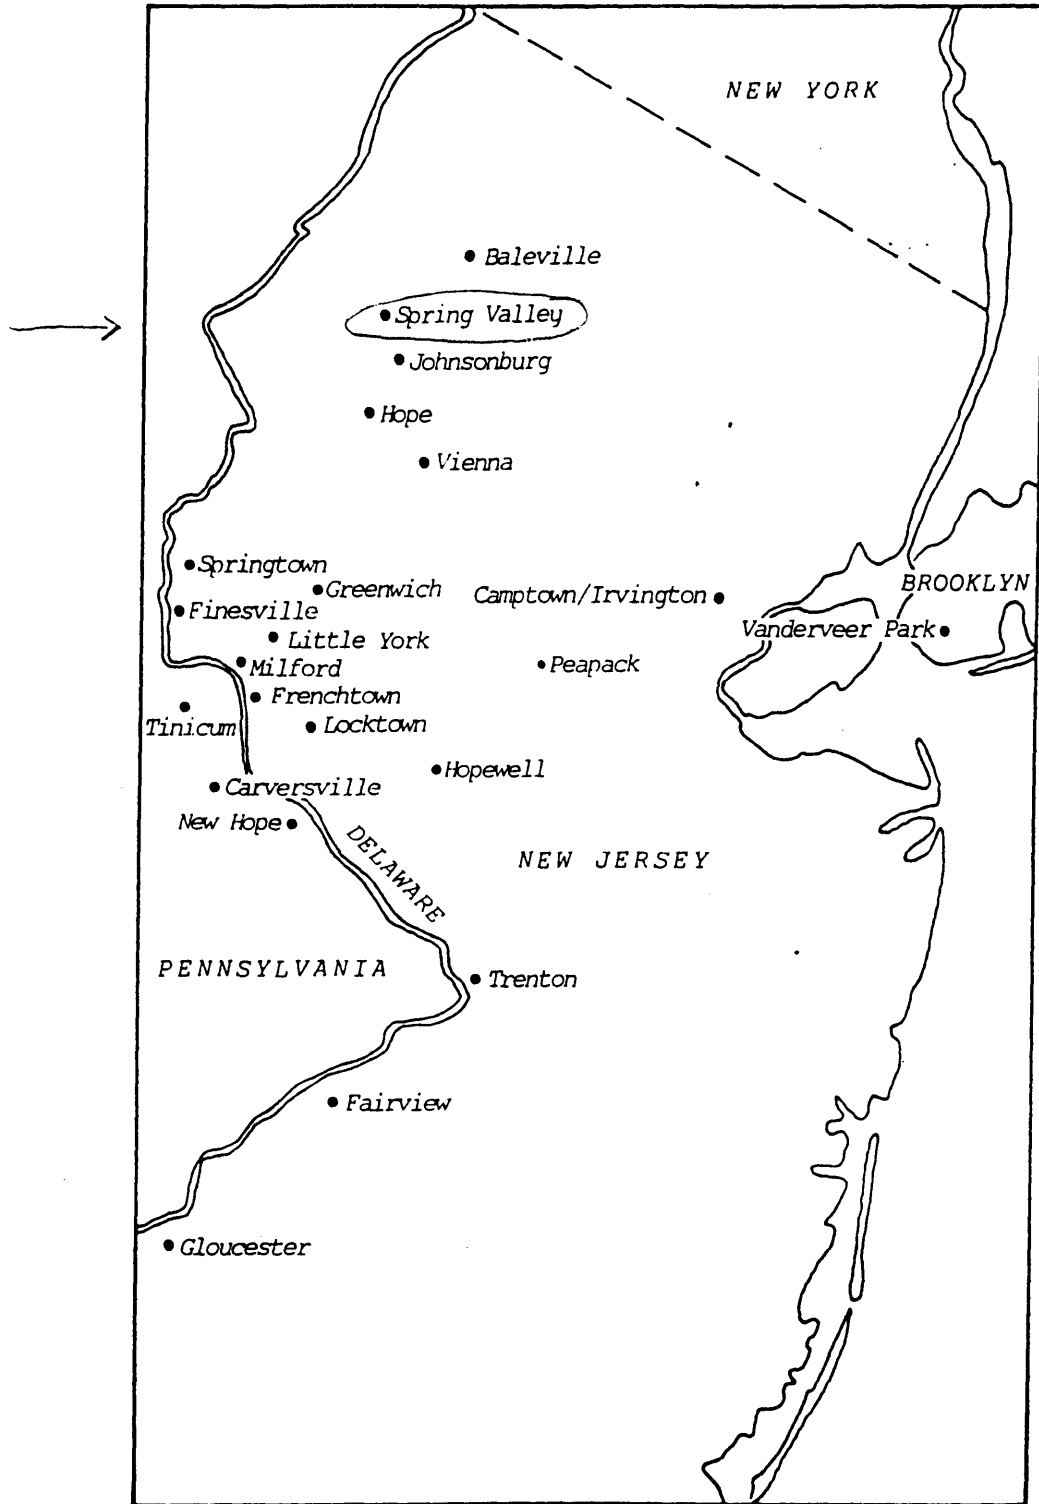 NEW YORK
Baleville
Spring Valley
Johnsonburg
Hope
Vienna
Springtown
Greenwich
Camptown/Irvington
BROOKLYN
Finesville
Vanderveer Park
Little York
Milford
Peapack
Frenchtown
Tinicum
Locktown
Hopewell
Carversville
New Hope
DELAWARE
NEW JERSEY
PENNSYLVANIA
Trenton
Fairview
Gloucester